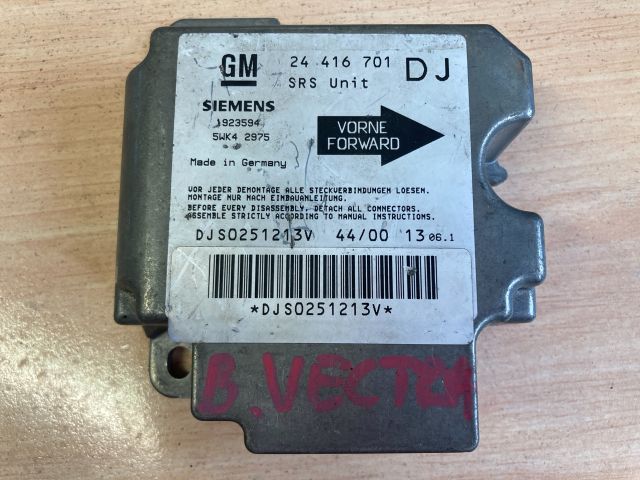 GM 24 416 701 DJ
SRS Unit
SIEMENS
1923594
5WK4 2975
VORNE
FORWARD
Made in Germany
VOR JEDER DEMONTAGE ALLE STECKVERBINDUNGEN LOESEN.
MONTAGE NUR NACH EINBAUANLEITUNG.
BEFORE EVERY DISASSEMBLY, DETACH ALL CONNECTORS.
ASSEMBLE STRICTLY ACCORDING TO MANUAL INSTRUCTIONS.
DJS0251213V 44/00 13 06.1
*DJS0251213V*
B. VECTRA